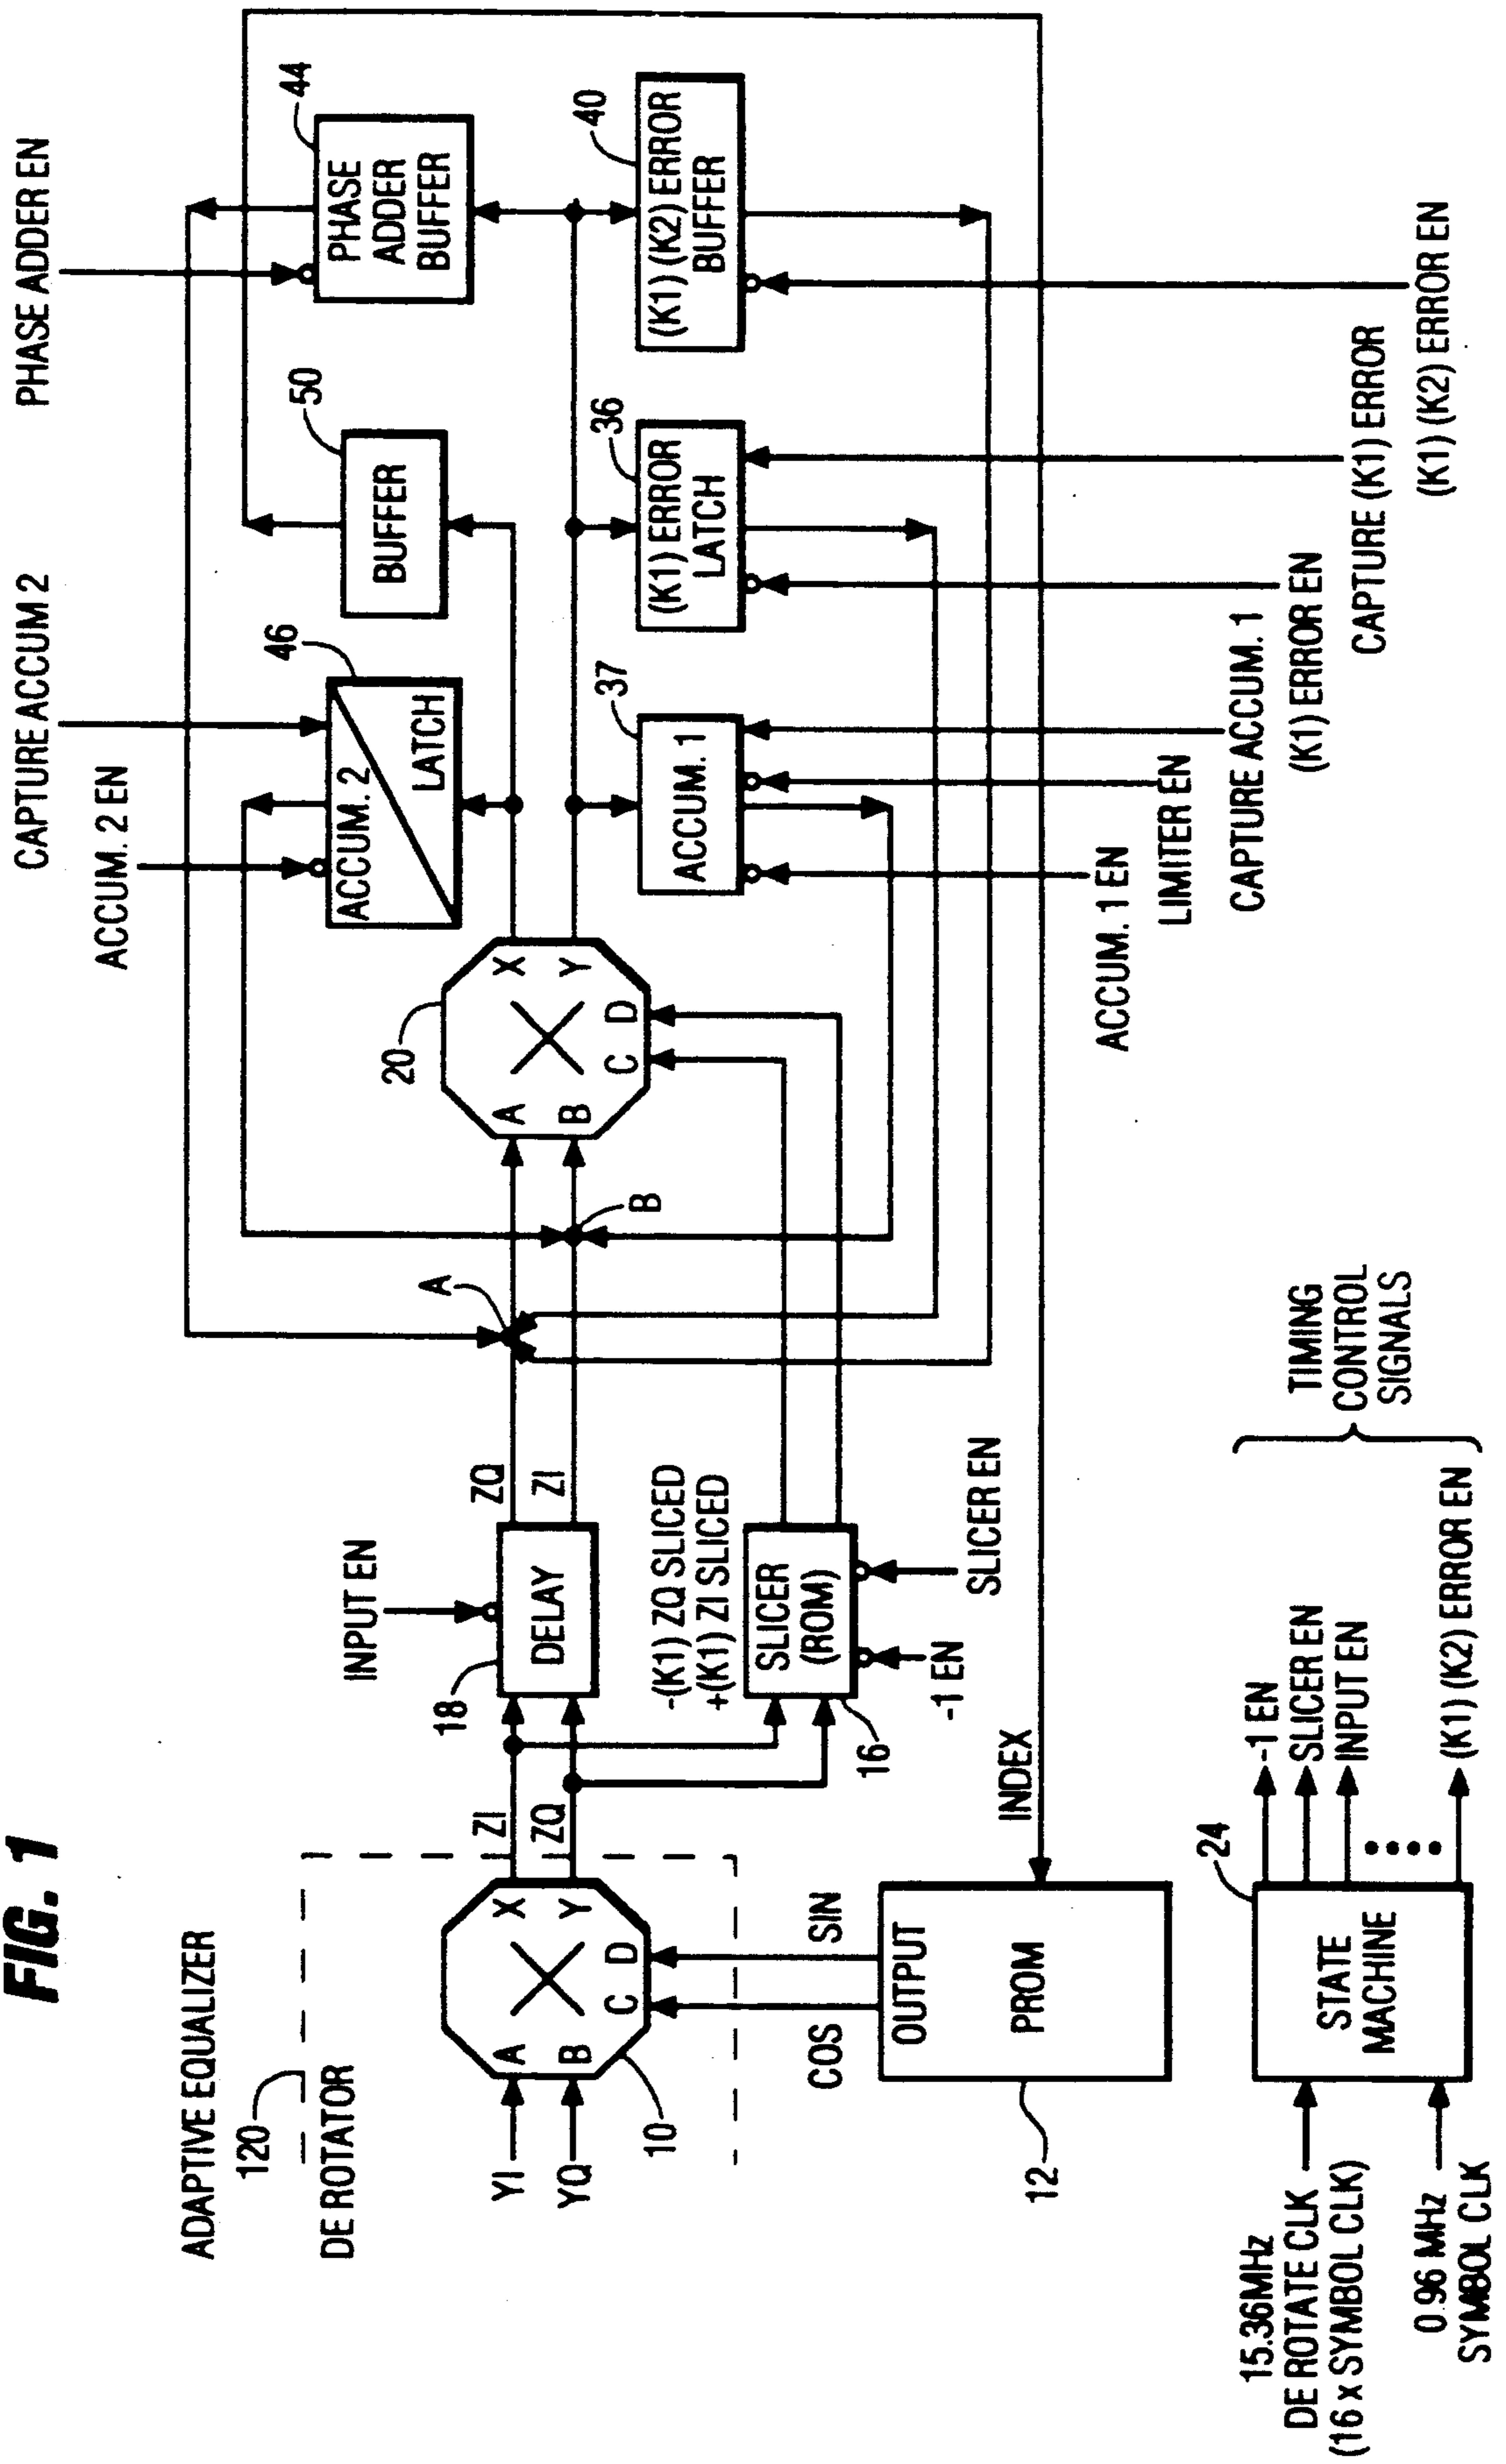 FIG. 1
ADAPTIVE EQUALIZER
120
DE ROTATOR
YI
YQ
A
B
X
Y
C
D
10
ZI
ZQ
COS
SIN
OUTPUT
PROM
12
INDEX
INPUT EN
DELAY
18
ZQ
ZI
-(K1) ZQ SLICED
+(K1) ZI SLICED
SLICER
(ROM)
16
-1 EN
SLICER EN
A
B
20
A
B
X
Y
C
D
ACCUM. 2 EN
CAPTURE ACCUM 2
ACCUM. 2
LATCH
46
BUFFER
50
PHASE ADDER EN
PHASE
ADDER
BUFFER
44
ACCUM. 1
37
(K1) ERROR
LATCH
36
(K1) (K2) ERROR
BUFFER
40
ACCUM. 1 EN
LIMITER EN
CAPTURE ACCUM. 1
(K1) ERROR EN
CAPTURE (K1) ERROR
(K1) (K2) ERROR EN
15.36MHz
DE ROTATE CLK
(16 x SYMBOL CLK)
0 96 MHz
SYMBOL CLK
STATE
MACHINE
24
-1 EN
SLICER EN
INPUT EN
(K1) (K2) ERROR EN
TIMING
CONTROL
SIGNALS